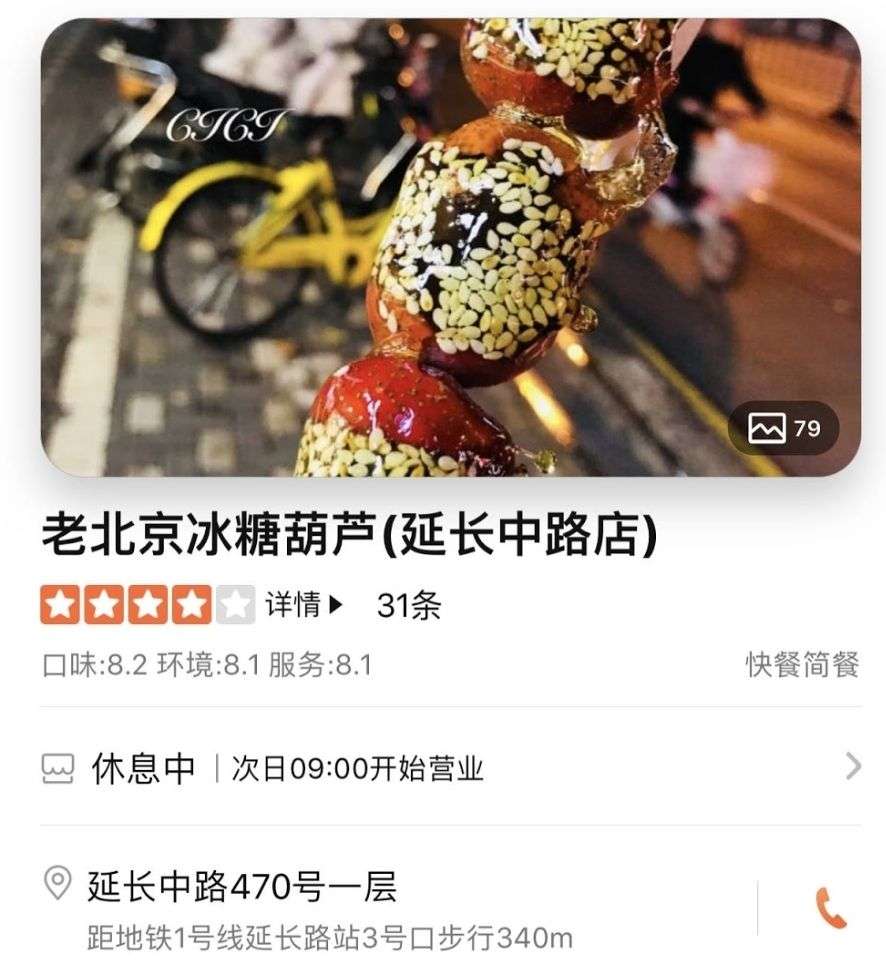 CICI
79
老北京冰糖葫芦(延长中路店)
详情 31条
口味:8.2 环境:8.1 服务:8.1 快餐简餐
休息中 | 次日09:00开始营业
延长中路470号一层
距地铁1号线延长路站3号口步行340m